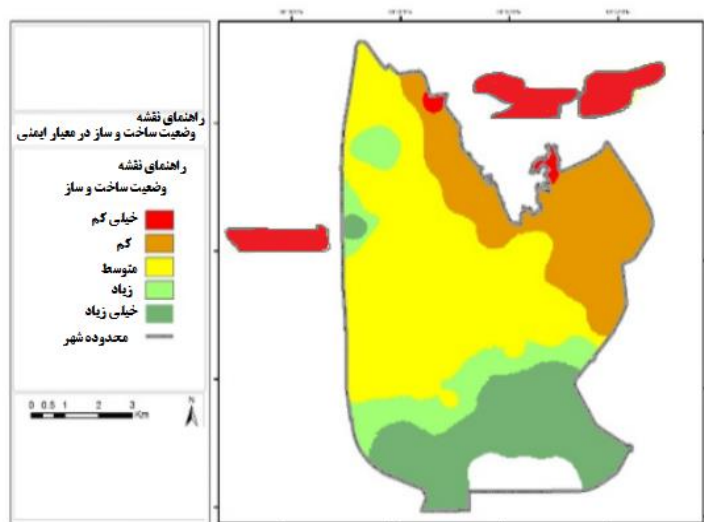 راهنمای نقشه
وضعیت ساخت و ساز در معیار ایمنی
راهنمای نقشه
وضعیت ساخت و ساز
خیلی کم
کم
متوسط
زیاد
خیلی زیاد
محدوده شهر
0 0.5 1 2 3
Km
N